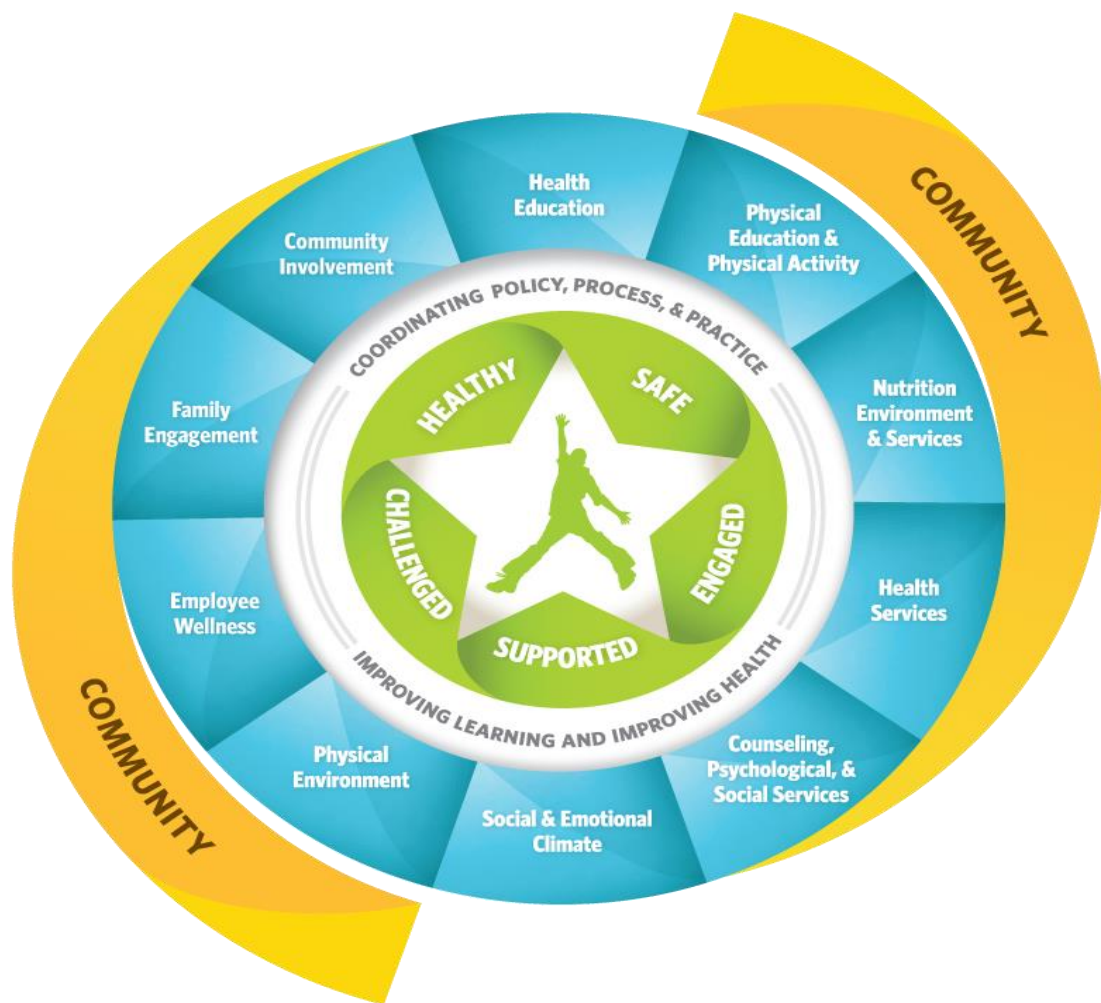 COMMUNITY
Health
Education
Physical
Education &
Physical Activity
Nutrition
Environment
& Services
Health
Services
Counseling,
Psychological, &
Social Services
Social & Emotional
Climate
Physical
Environment
Employee
Wellness
Family
Engagement
Community
Involvement
COORDINATING POLICY, PROCESS, & PRACTICE
IMPROVING LEARNING AND IMPROVING HEALTH
HEALTHY
SAFE
ENGAGED
SUPPORTED
CHALLENGED
COMMUNITY